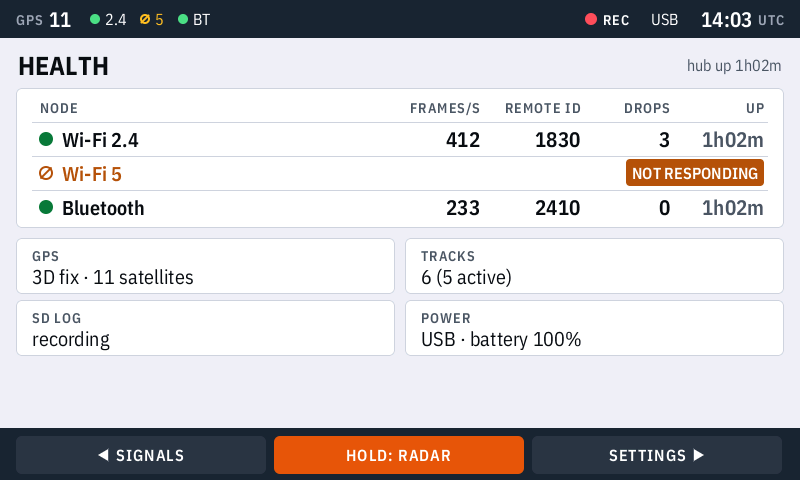 GPS 11 2.4 5 BT REC USB 14:03 UTC
HEALTH hub up 1h02m
NODE FRAMES/S REMOTE ID DROPS UP
Wi-Fi 2.4 412 1830 3 1h02m
Wi-Fi 5 NOT RESPONDING
Bluetooth 233 2410 0 1h02m
GPS
3D fix · 11 satellites
TRACKS
6 (5 active)
SD LOG
recording
POWER
USB · battery 100%
◀ SIGNALS HOLD: RADAR SETTINGS ▶